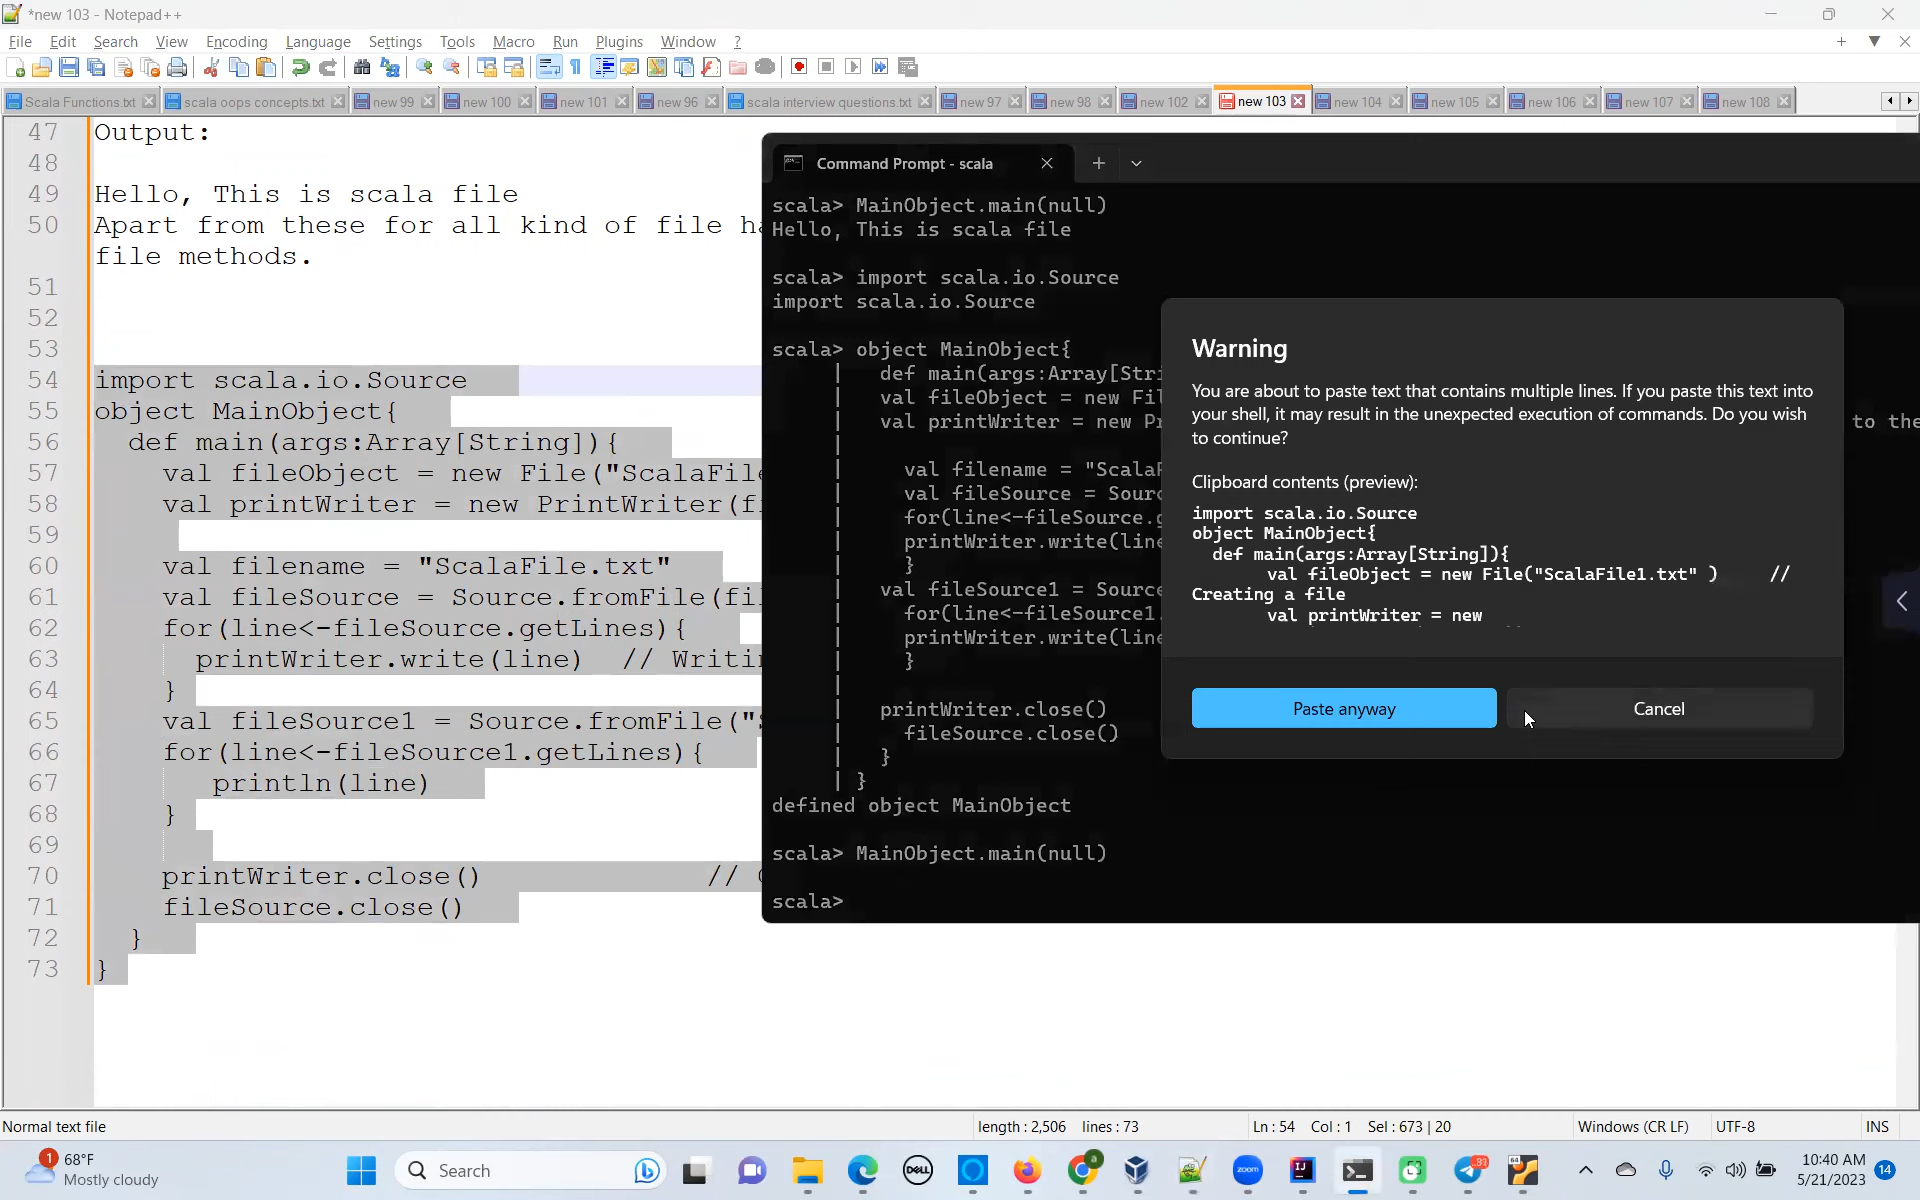 *new 103 - Notepad++
File Edit Search View Encoding Language Settings Tools Macro Run Plugins Window ?
Scala Functions.txt scala oops concepts.txt new 99 new 100 new 101 new 96 scala interview questions.txt new 97 new 98 new 102 new 103 new 104 new 105 new 106 new 107 new 108
47 Output:
48
49 Hello, This is scala file
50 Apart from these for all kind of file ha
file methods.
51
52
53
54 import scala.io.Source
55 object MainObject{
56 def main(args:Array[String]){
57 val fileObject = new File("ScalaFile
58 val printWriter = new PrintWriter(fi
59
60 val filename = "ScalaFile.txt"
61 val fileSource = Source.fromFile(fil
62 for(line<-fileSource.getLines){
63 printWriter.write(line) // Writin
64 }
65 val fileSource1 = Source.fromFile("S
66 for(line<-fileSource1.getLines){
67 println(line)
68 }
69
70 printWriter.close() // C
71 fileSource.close()
72 }
73 }
Command Prompt - scala
scala> MainObject.main(null)
Hello, This is scala file
scala> import scala.io.Source
import scala.io.Source
scala> object MainObject{
| def main(args:Array[Stri
| val fileObject = new Fil
| val printWriter = new Pr to the
|
| val filename = "ScalaF
| val fileSource = Sourc
| for(line<-fileSource.g
| printWriter.write(line
| }
| val fileSource1 = Source
| for(line<-fileSource1.
| printWriter.write(line
| }
|
| printWriter.close()
| fileSource.close()
| }
| }
defined object MainObject
scala> MainObject.main(null)
scala>
Warning
You are about to paste text that contains multiple lines. If you paste this text into
your shell, it may result in the unexpected execution of commands. Do you wish
to continue?
Clipboard contents (preview):
import scala.io.Source
object MainObject{
def main(args:Array[String]){
val fileObject = new File("ScalaFile1.txt" ) //
Creating a file
val printWriter = new
Paste anyway
Cancel
Normal text file length : 2,506 lines : 73 Ln : 54 Col : 1 Sel : 673 | 20 Windows (CR LF) UTF-8 INS
1
68°F
Mostly cloudy
Search
DELL
zoom
IJ
a
91
64
10:40 AM
5/21/2023
14